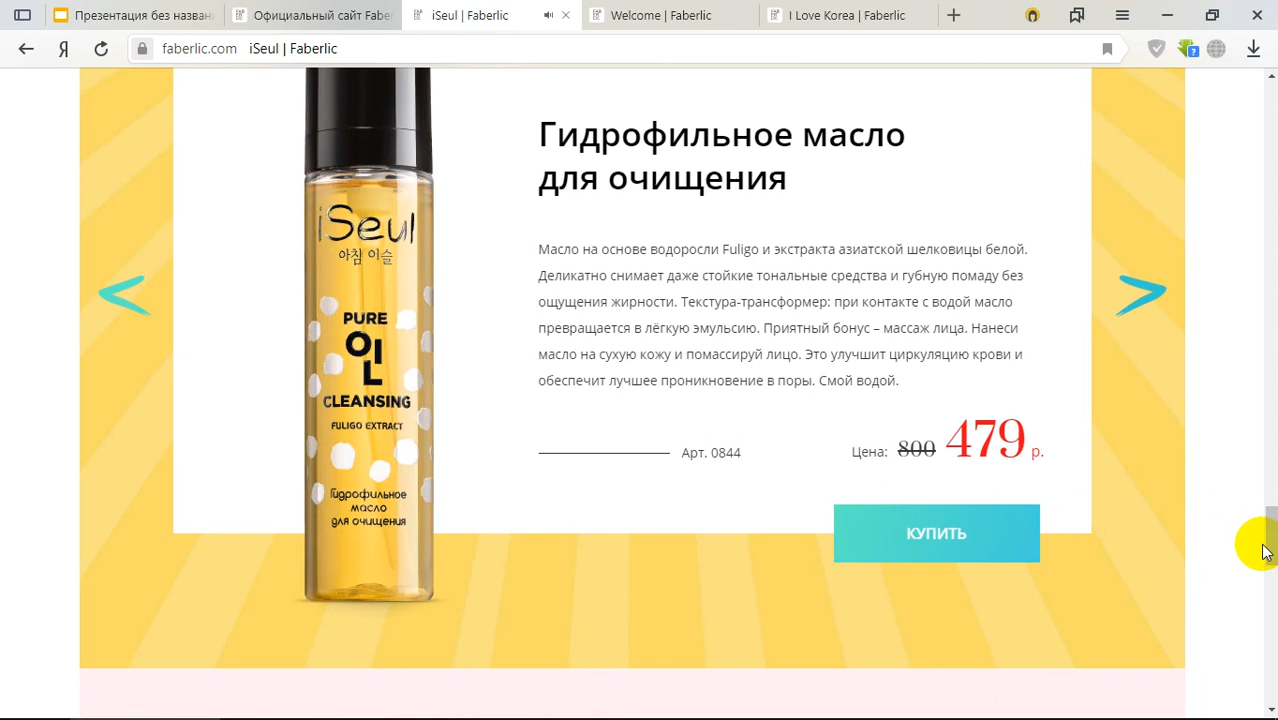 Презентация без назван
Официальный сайт Faber
iSeul | Faberlic
Welcome | Faberlic
I Love Korea | Faberlic
Я
faberlic.com iSeul | Faberlic
Гидрофильное масло
для очищения
Масло на основе водоросли Fuligo и экстракта азиатской шелковицы белой.
Деликатно снимает даже стойкие тональные средства и губную помаду без
ощущения жирности. Текстура-трансформер: при контакте с водой масло
превращается в лёгкую эмульсию. Приятный бонус – массаж лица. Нанеси
масло на сухую кожу и помассируй лицо. Это улучшит циркуляцию крови и
обеспечит лучшее проникновение в поры. Смой водой.
Арт. 0844
Цена: 800 479 р.
КУПИТЬ
iSeul
아침 이슬
PURE
인
CLEANSING
FULIGO EXTRACT
Гидрофильное
масло
для очищения